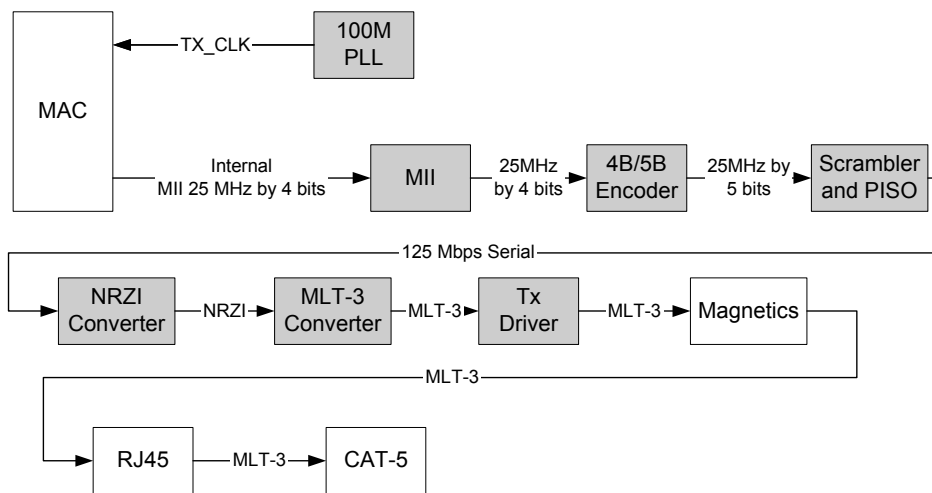 100M
PLL
TX_CLK
MAC
Internal
MII 25 MHz by 4 bits
MII
25MHz
by 4 bits
4B/5B
Encoder
25MHz by
5 bits
Scrambler
and PISO
125 Mbps Serial
NRZI
Converter
NRZI
MLT-3
Converter
MLT-3
Tx
Driver
MLT-3
Magnetics
MLT-3
RJ45
MLT-3
CAT-5